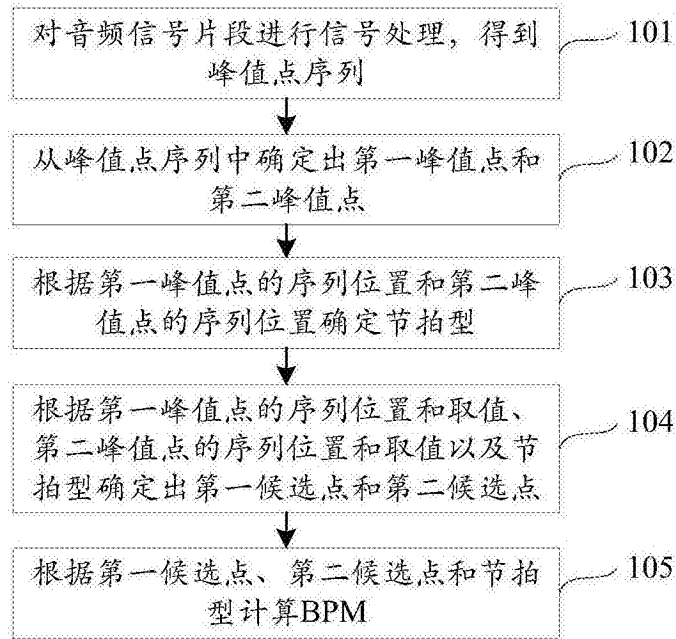 对音频信号片段进行信号处理，得到
峰值点序列
101
从峰值点序列中确定出第一峰值点和
第二峰值点
102
根据第一峰值点的序列位置和第二峰
值点的序列位置确定节拍型
103
根据第一峰值点的序列位置和取值、
第二峰值点的序列位置和取值以及节
拍型确定出第一候选点和第二候选点
104
根据第一候选点、第二候选点和节拍
型计算BPM
105